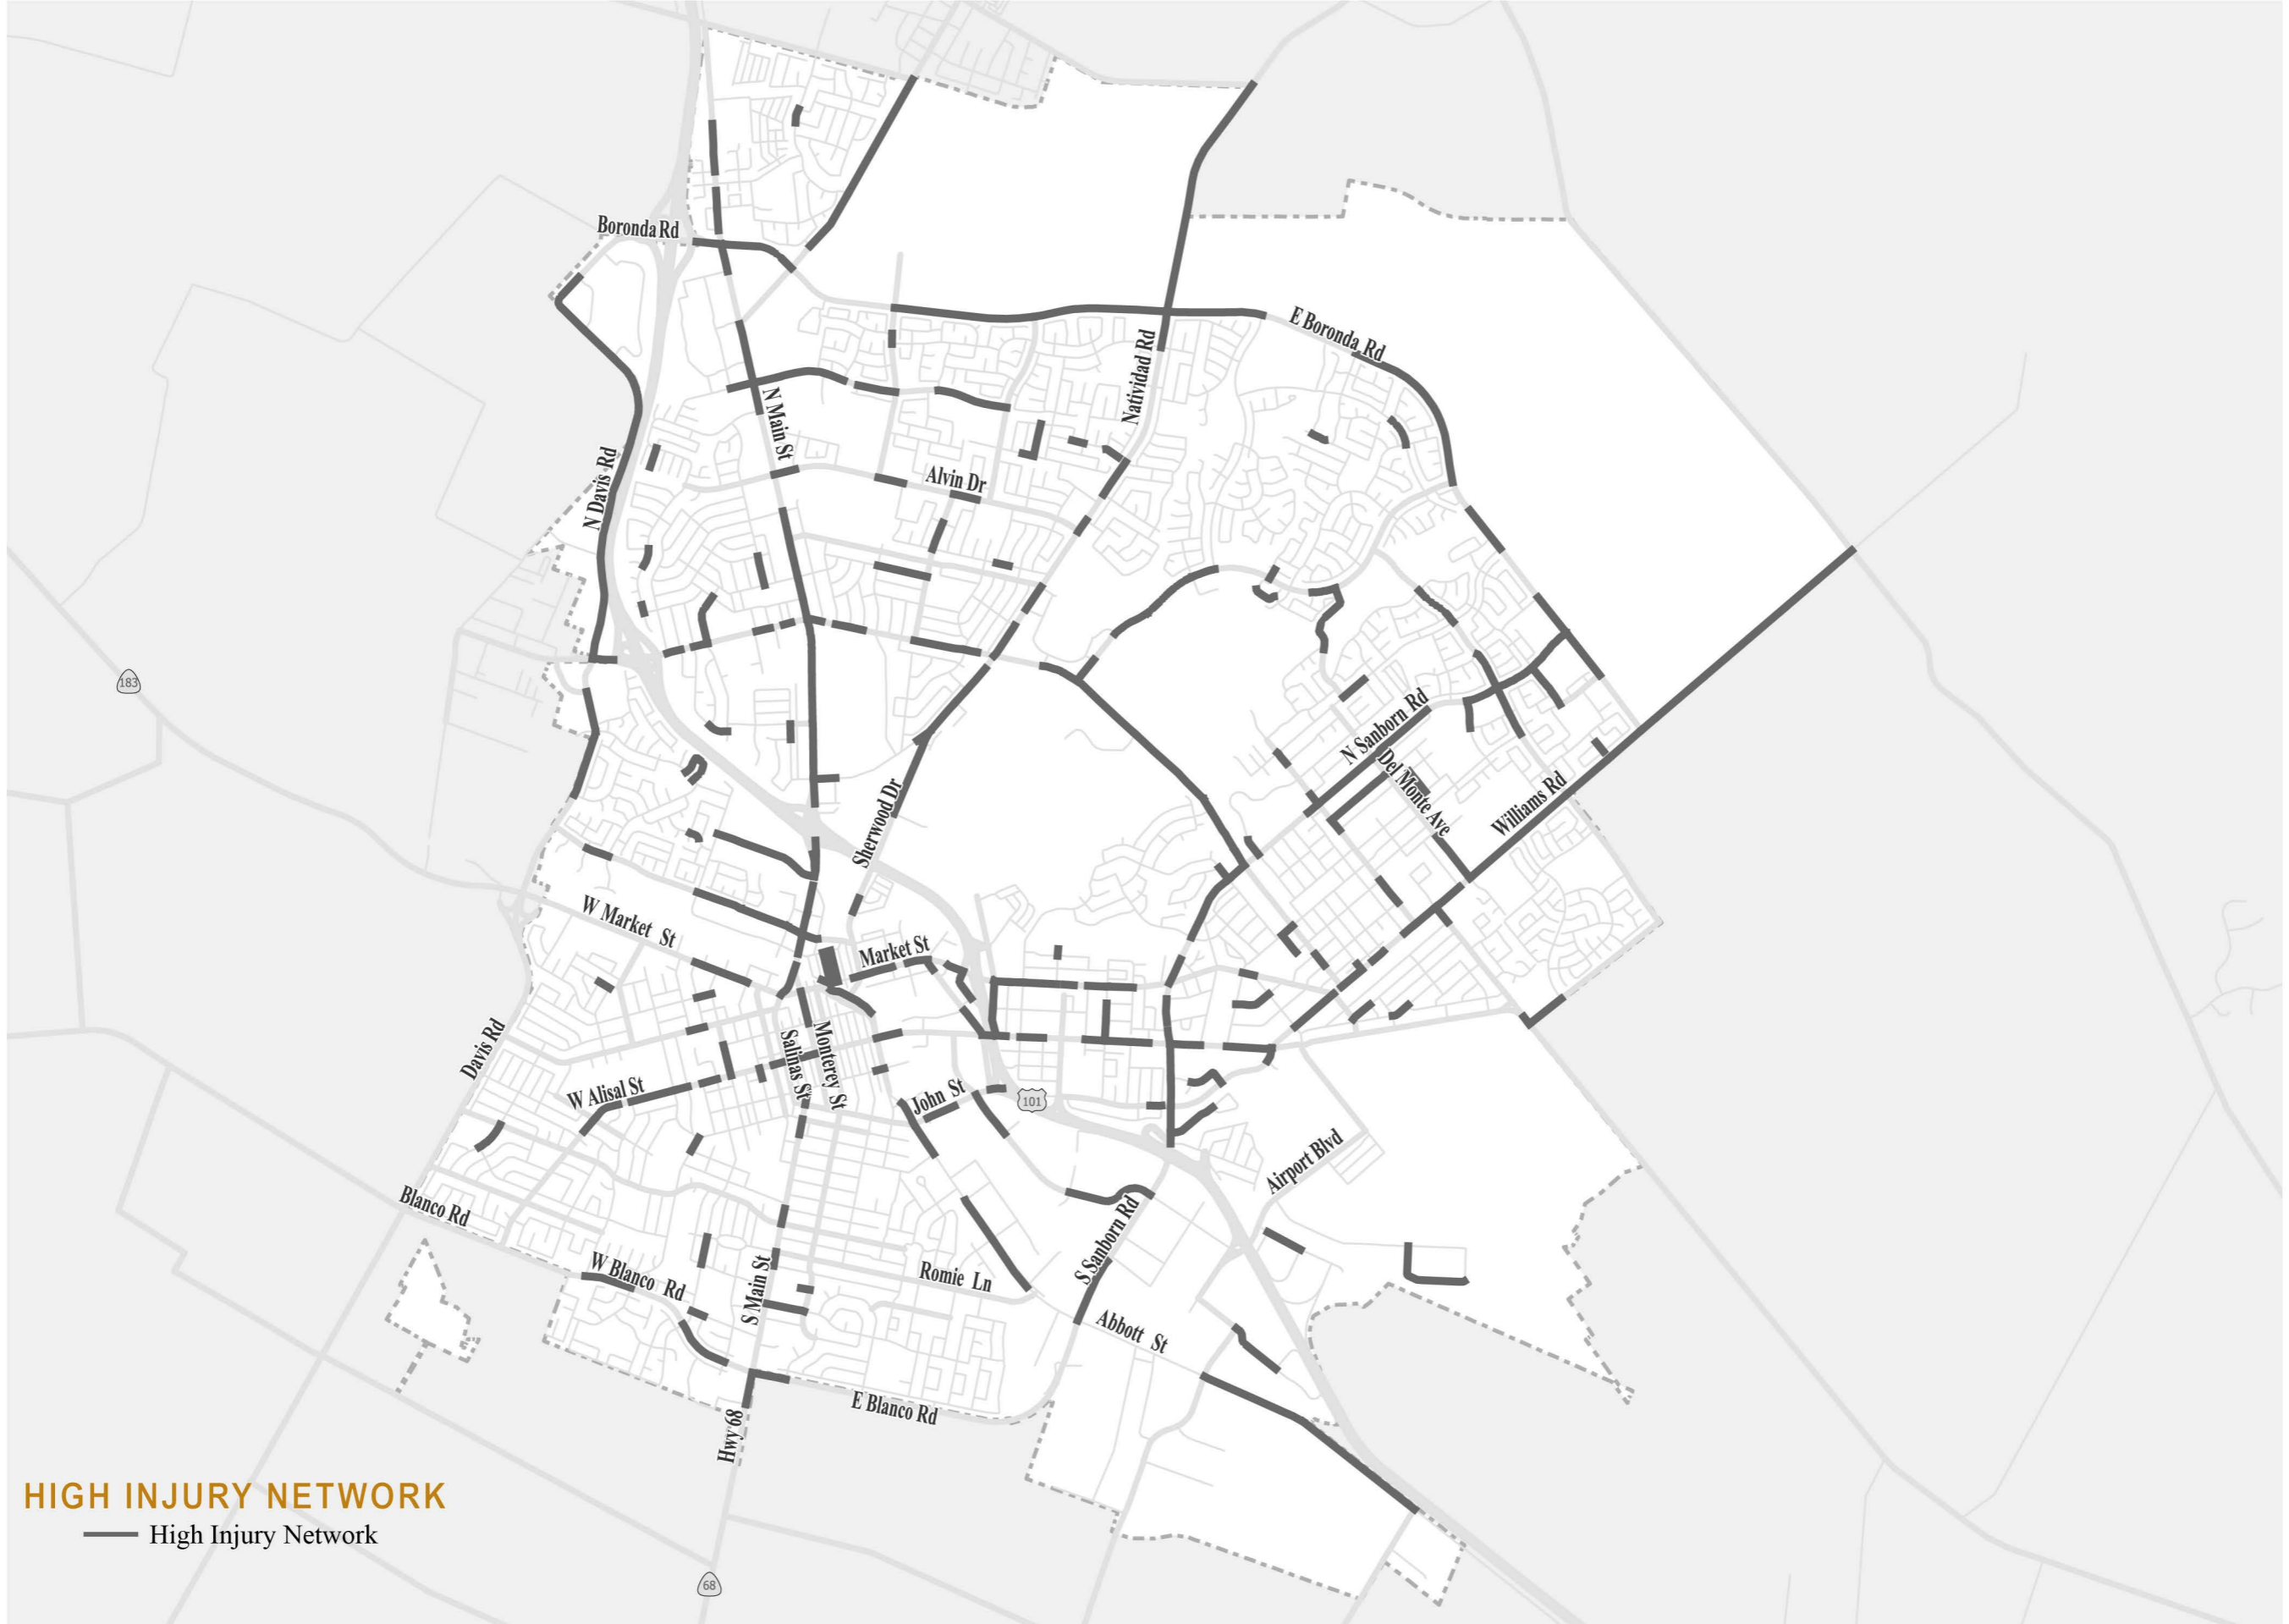 Boronda Rd
E Boronda Rd
Natividad Rd
N Main St
N Davis Rd
Alvin Dr
183
N Sanborn Rd
Del Monte Ave
Williams Rd
Sherwood Dr
W Market St
Market St
Davis Rd
Salinas St
Monterey St
W Alisal St
John St
101
Airport Blvd
Blanco Rd
S Sanborn Rd
W Blanco Rd
S Main St
Romie Ln
Abbott St
E Blanco Rd
Hwy 68
HIGH INJURY NETWORK
High Injury Network
68